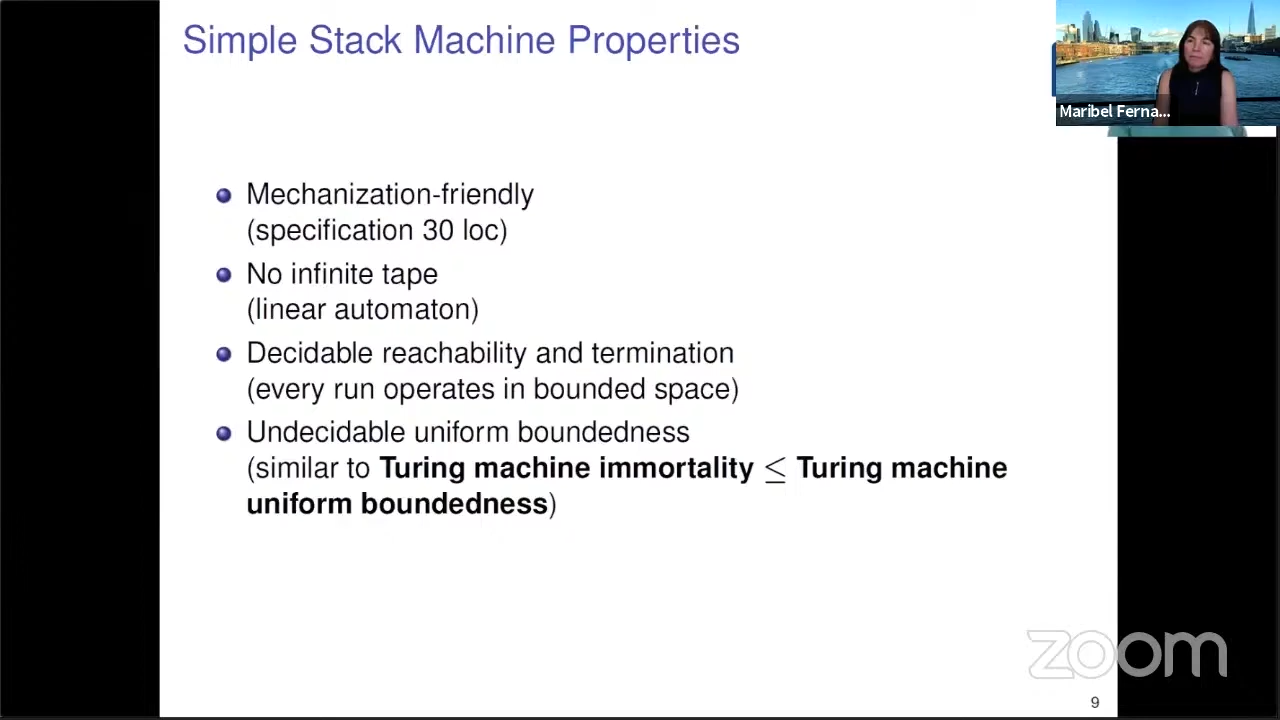 Simple Stack Machine Properties
Maribel Ferna...
Mechanization-friendly
(specification 30 loc)
No infinite tape
(linear automaton)
Decidable reachability and termination
(every run operates in bounded space)
Undecidable uniform boundedness
(similar to Turing machine immortality ≤ Turing machine
uniform boundedness)
zoom
9